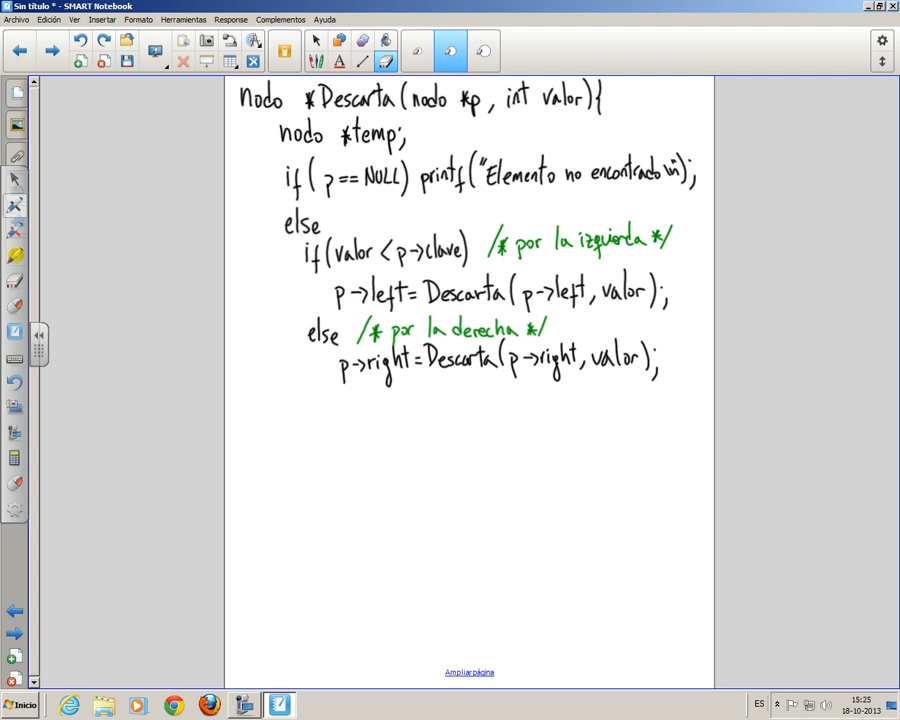 Sin título * - SMART Notebook
Archivo Edición Ver Insertar Formato Herramientas Response Complementos Ayuda
nodo *Descarta(nodo *p, int valor){
nodo *temp;
if( p == NULL) printf("Elemento no encontrado\n");
else
if(valor < p->clave) /* por la izquierda */
p->left= Descarta( p->left, valor);
else /* por la derecha */
p->right=Descarta(p->right, valor);
Ampliar página
Inicio
ES
15:25
18-10-2013